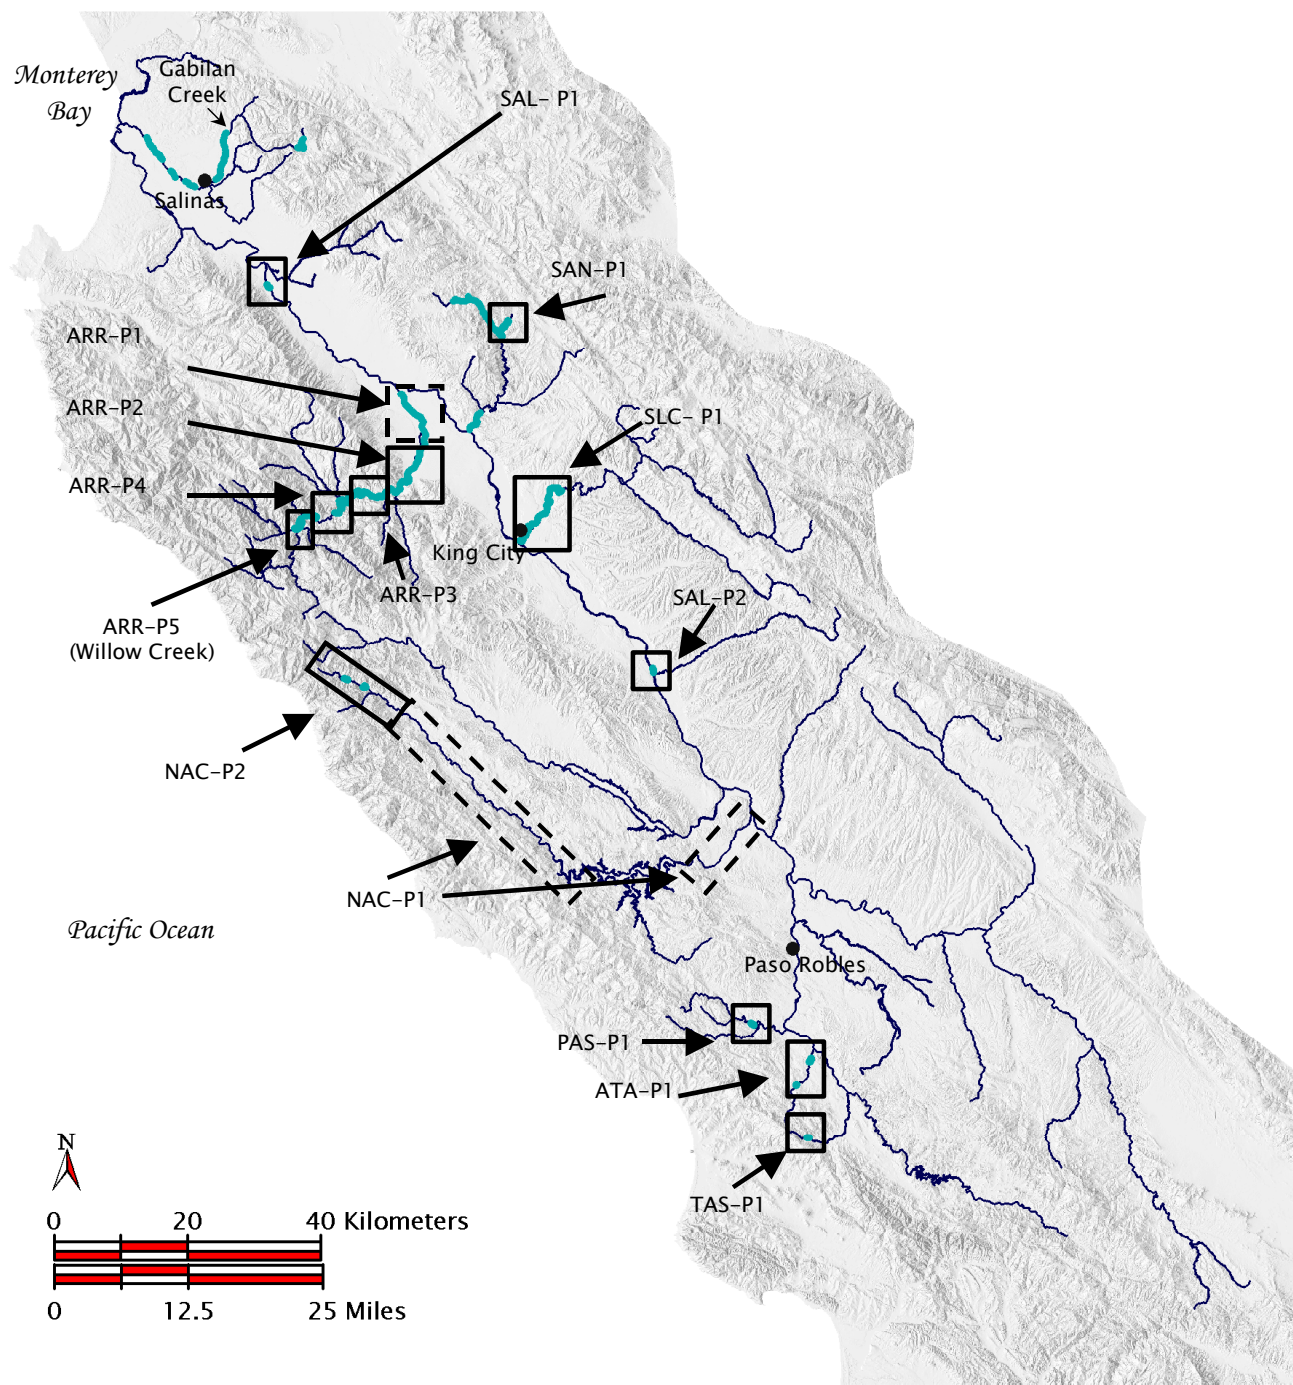 Monterey
Bay
Gabilan
Creek
SAL- P1
Salinas
SAN-P1
ARR-P1
ARR-P2
SLC- P1
ARR-P4
King City
ARR-P3
SAL-P2
ARR-P5
(Willow Creek)
NAC-P2
NAC-P1
Pacific Ocean
Paso Robles
PAS-P1
ATA-P1
TAS-P1
N
0 20 40 Kilometers
0 12.5 25 Miles